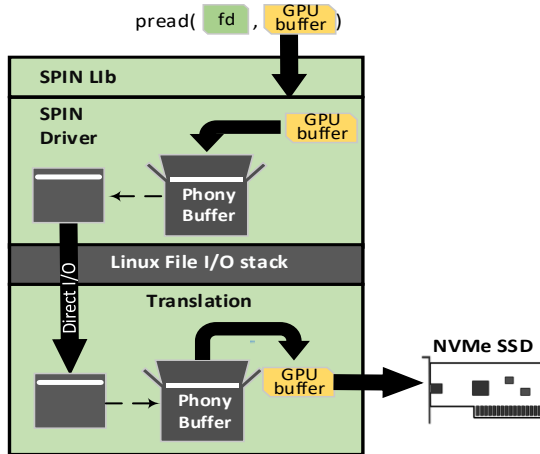 pread( fd , GPU buffer )
SPIN LIb
SPIN
Driver
GPU
buffer
Phony
Buffer
Linux File I/O stack
Direct I/O
Translation
NVMe SSD
GPU
buffer
Phony
Buffer